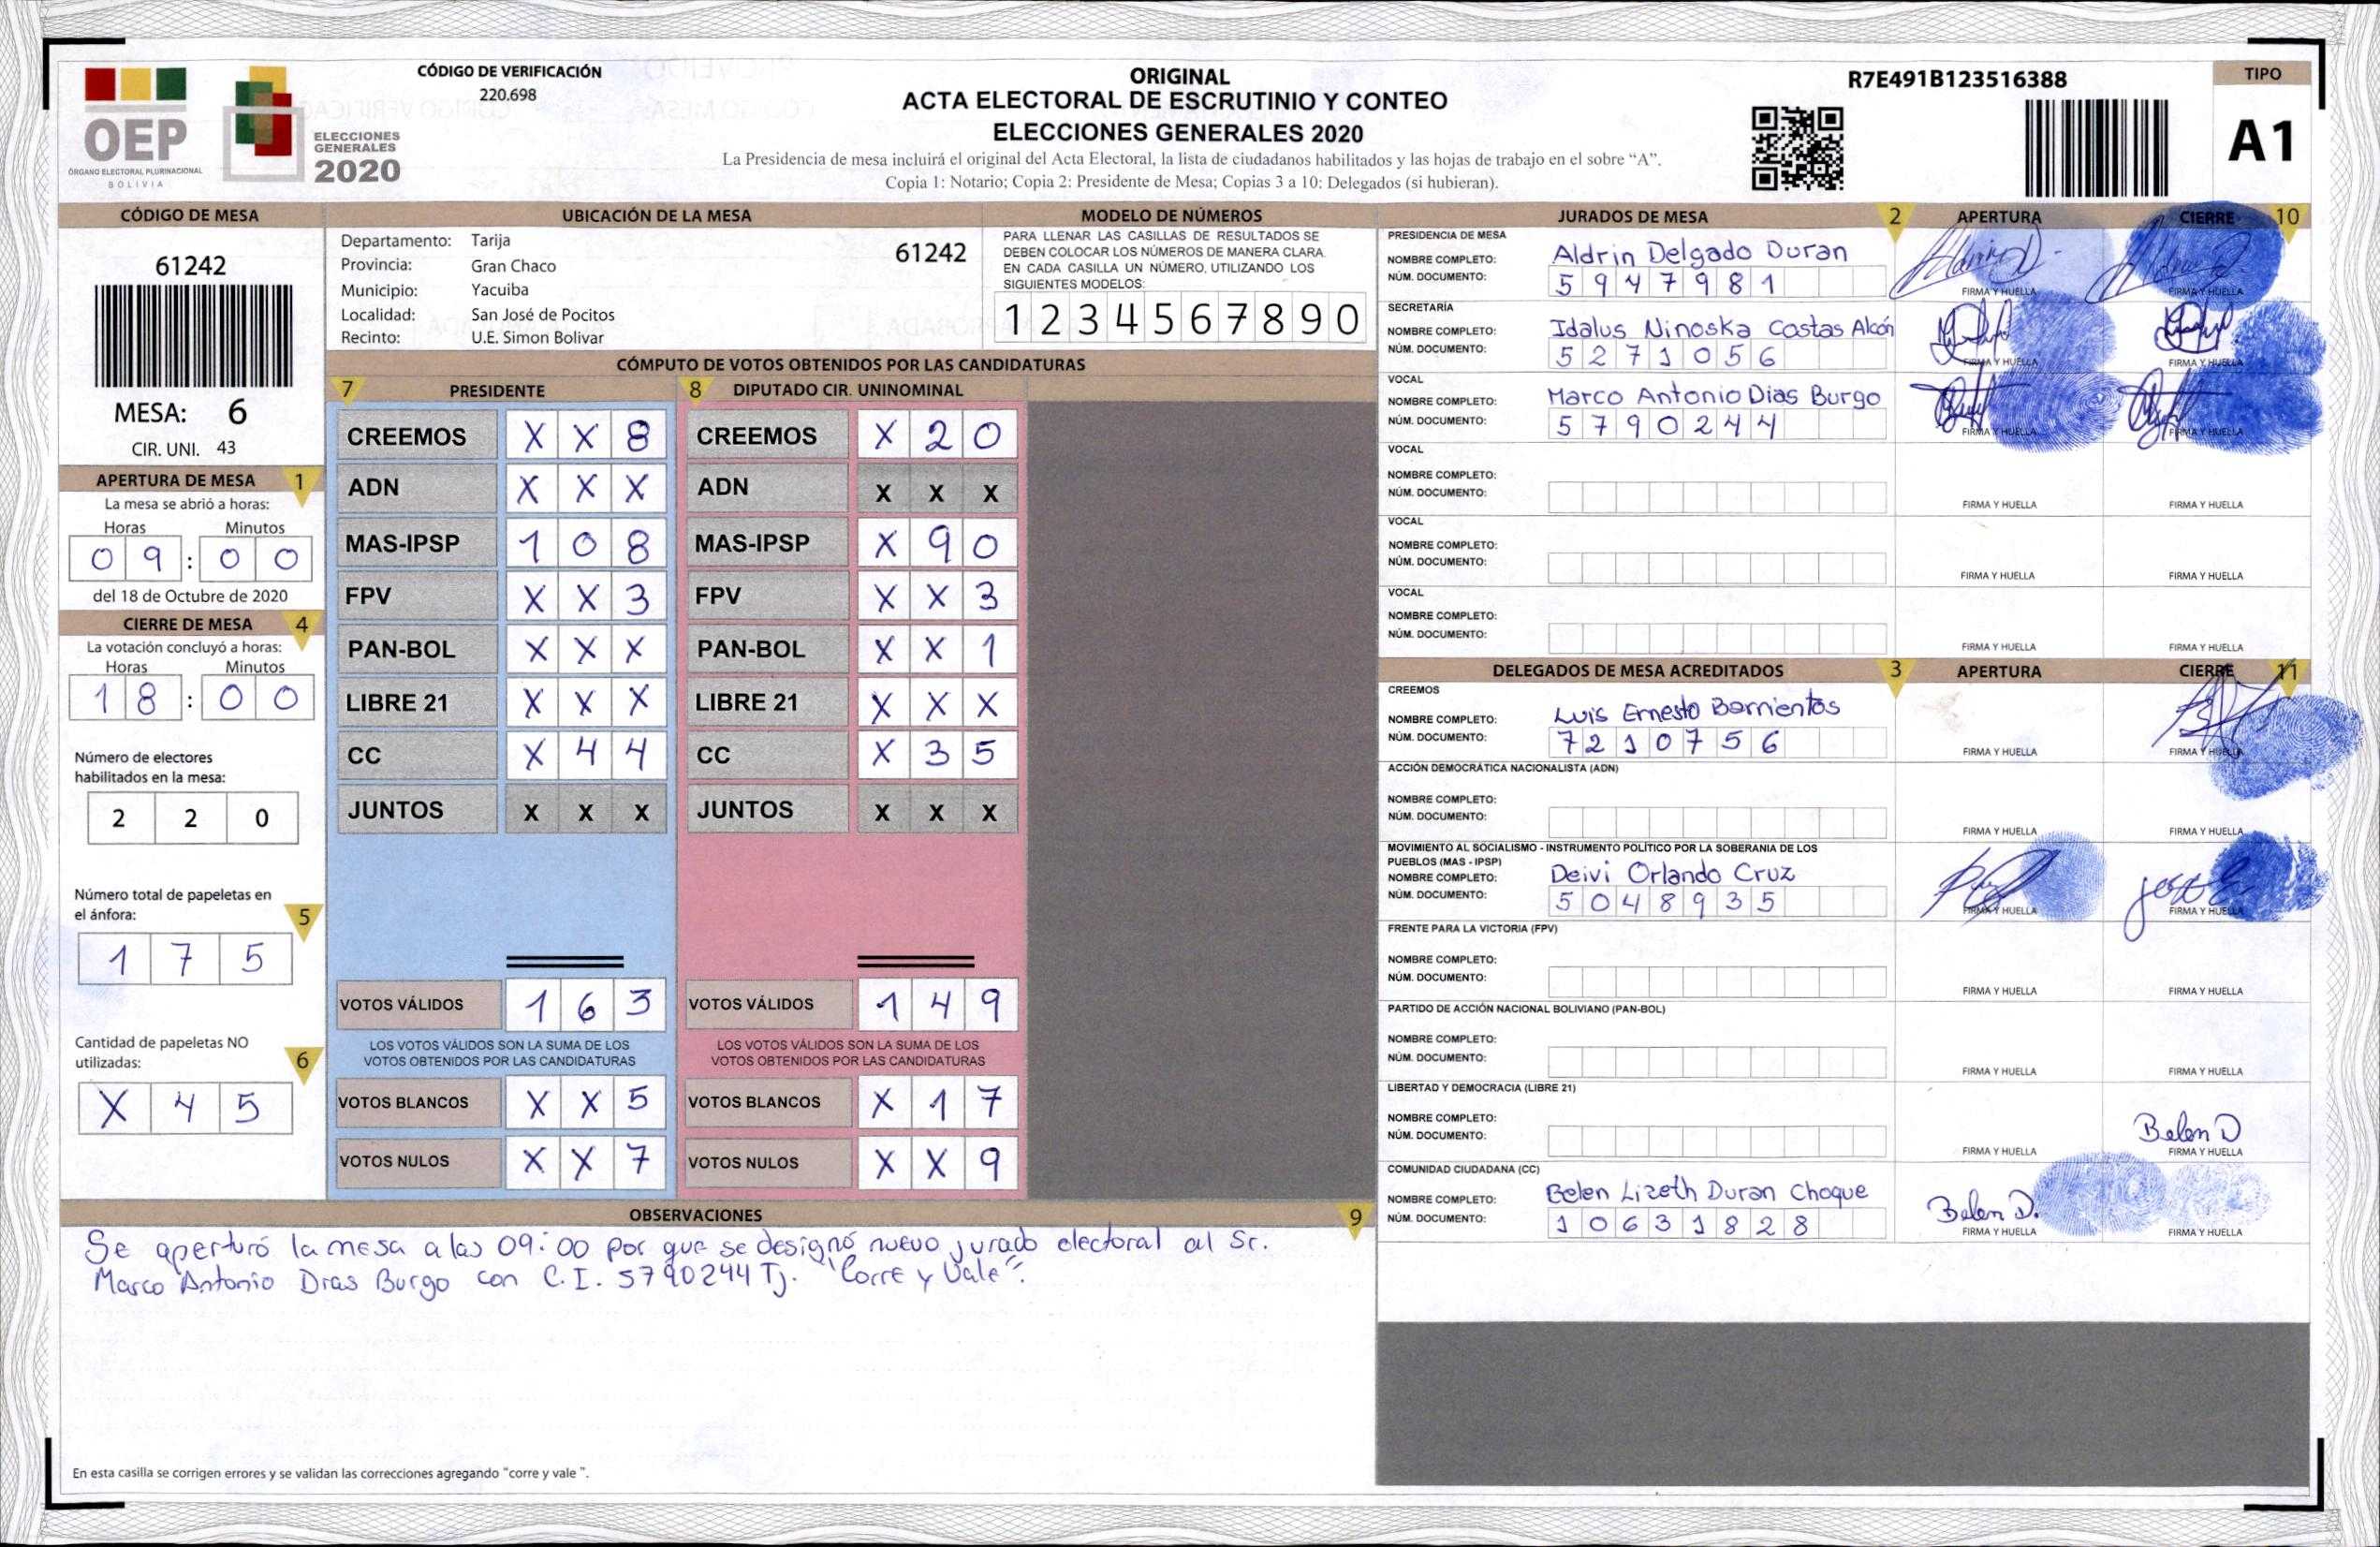 OEP
ÓRGANO ELECTORAL PLURINACIONAL
BOLIVIA
ELECCIONES
GENERALES
2020
CÓDIGO DE VERIFICACIÓN
220.698
ORIGINAL
ACTA ELECTORAL DE ESCRUTINIO Y CONTEO
ELECCIONES GENERALES 2020
La Presidencia de mesa incluirá el original del Acta Electoral, la lista de ciudadanos habilitados y las hojas de trabajo en el sobre “A”.
Copia 1: Notario; Copia 2: Presidente de Mesa; Copias 3 a 10: Delegados (si hubieran).
R7E491B123516388
TIPO
A1
CÓDIGO DE MESA
61242
MESA: 6
CIR. UNI. 43
APERTURA DE MESA 1
La mesa se abrió a horas:
Horas Minutos
0 9 : 0 0
del 18 de Octubre de 2020
CIERRE DE MESA 4
La votación concluyó a horas:
Horas Minutos
1 8 : 0 0
Número de electores
habilitados en la mesa:
2 2 0
Número total de papeletas en
el ánfora: 5
1 7 5
Cantidad de papeletas NO
utilizadas: 6
X 4 5
UBICACIÓN DE LA MESA
Departamento: Tarija 61242
Provincia: Gran Chaco
Municipio: Yacuiba
Localidad: San José de Pocitos
Recinto: U.E. Simon Bolivar
MODELO DE NÚMEROS
PARA LLENAR LAS CASILLAS DE RESULTADOS SE
DEBEN COLOCAR LOS NÚMEROS DE MANERA CLARA.
EN CADA CASILLA UN NÚMERO, UTILIZANDO LOS
SIGUIENTES MODELOS:
1 2 3 4 5 6 7 8 9 0
CÓMPUTO DE VOTOS OBTENIDOS POR LAS CANDIDATURAS
7 PRESIDENTE
CREEMOS X X 8
ADN X X X
MAS-IPSP 1 0 8
FPV X X 3
PAN-BOL X X X
LIBRE 21 X X X
CC X 4 4
JUNTOS X X X
VOTOS VÁLIDOS 1 6 3
LOS VOTOS VÁLIDOS SON LA SUMA DE LOS
VOTOS OBTENIDOS POR LAS CANDIDATURAS
VOTOS BLANCOS X X 5
VOTOS NULOS X X 7
8 DIPUTADO CIR. UNINOMINAL
CREEMOS X 2 0
ADN X X X
MAS-IPSP X 9 0
FPV X X 3
PAN-BOL X X 1
LIBRE 21 X X X
CC X 3 5
JUNTOS X X X
VOTOS VÁLIDOS 1 4 9
LOS VOTOS VÁLIDOS SON LA SUMA DE LOS
VOTOS OBTENIDOS POR LAS CANDIDATURAS
VOTOS BLANCOS X 1 7
VOTOS NULOS X X 9
OBSERVACIONES 9
Se aperturó la mesa a las 09:00 por que se designó nuevo jurado electoral al Sr.
Marco Antonio Dias Burgo con C.I. 5790244 Tj. "Corre y Vale".
En esta casilla se corrigen errores y se validan las correcciones agregando "corre y vale ".
JURADOS DE MESA 2 APERTURA CIERRE 10
PRESIDENCIA DE MESA
NOMBRE COMPLETO: Aldrin Delgado Duran
NÚM. DOCUMENTO: 5 9 4 7 9 8 1
FIRMA Y HUELLA FIRMA Y HUELLA
SECRETARÍA
NOMBRE COMPLETO: Idalus Ninoska Costas Alcón
NÚM. DOCUMENTO: 5 2 7 1 0 5 6
FIRMA Y HUELLA FIRMA Y HUELLA
VOCAL
NOMBRE COMPLETO: Marco Antonio Dias Burgo
NÚM. DOCUMENTO: 5 7 9 0 2 4 4
FIRMA Y HUELLA FIRMA Y HUELLA
VOCAL
NOMBRE COMPLETO:
NÚM. DOCUMENTO:
FIRMA Y HUELLA FIRMA Y HUELLA
VOCAL
NOMBRE COMPLETO:
NÚM. DOCUMENTO:
FIRMA Y HUELLA FIRMA Y HUELLA
VOCAL
NOMBRE COMPLETO:
NÚM. DOCUMENTO:
FIRMA Y HUELLA FIRMA Y HUELLA
DELEGADOS DE MESA ACREDITADOS 3 APERTURA CIERRE 11
CREEMOS
NOMBRE COMPLETO: Luis Ernesto Barrientos
NÚM. DOCUMENTO: 7 2 1 0 7 5 6
FIRMA Y HUELLA FIRMA Y HUELLA
ACCIÓN DEMOCRÁTICA NACIONALISTA (ADN)
NOMBRE COMPLETO:
NÚM. DOCUMENTO:
FIRMA Y HUELLA FIRMA Y HUELLA
MOVIMIENTO AL SOCIALISMO - INSTRUMENTO POLÍTICO POR LA SOBERANIA DE LOS
PUEBLOS (MAS - IPSP)
NOMBRE COMPLETO: Deivi Orlando Cruz
NÚM. DOCUMENTO: 5 0 4 8 9 3 5
FIRMA Y HUELLA FIRMA Y HUELLA
FRENTE PARA LA VICTORIA (FPV)
NOMBRE COMPLETO:
NÚM. DOCUMENTO:
FIRMA Y HUELLA FIRMA Y HUELLA
PARTIDO DE ACCIÓN NACIONAL BOLIVIANO (PAN-BOL)
NOMBRE COMPLETO:
NÚM. DOCUMENTO:
FIRMA Y HUELLA FIRMA Y HUELLA
LIBERTAD Y DEMOCRACIA (LIBRE 21)
NOMBRE COMPLETO:
NÚM. DOCUMENTO:
Belen D
FIRMA Y HUELLA FIRMA Y HUELLA
COMUNIDAD CIUDADANA (CC)
NOMBRE COMPLETO: Belen Lizeth Duran Choque
NÚM. DOCUMENTO: 1 0 6 3 1 8 2 8
Belen D.
FIRMA Y HUELLA FIRMA Y HUELLA